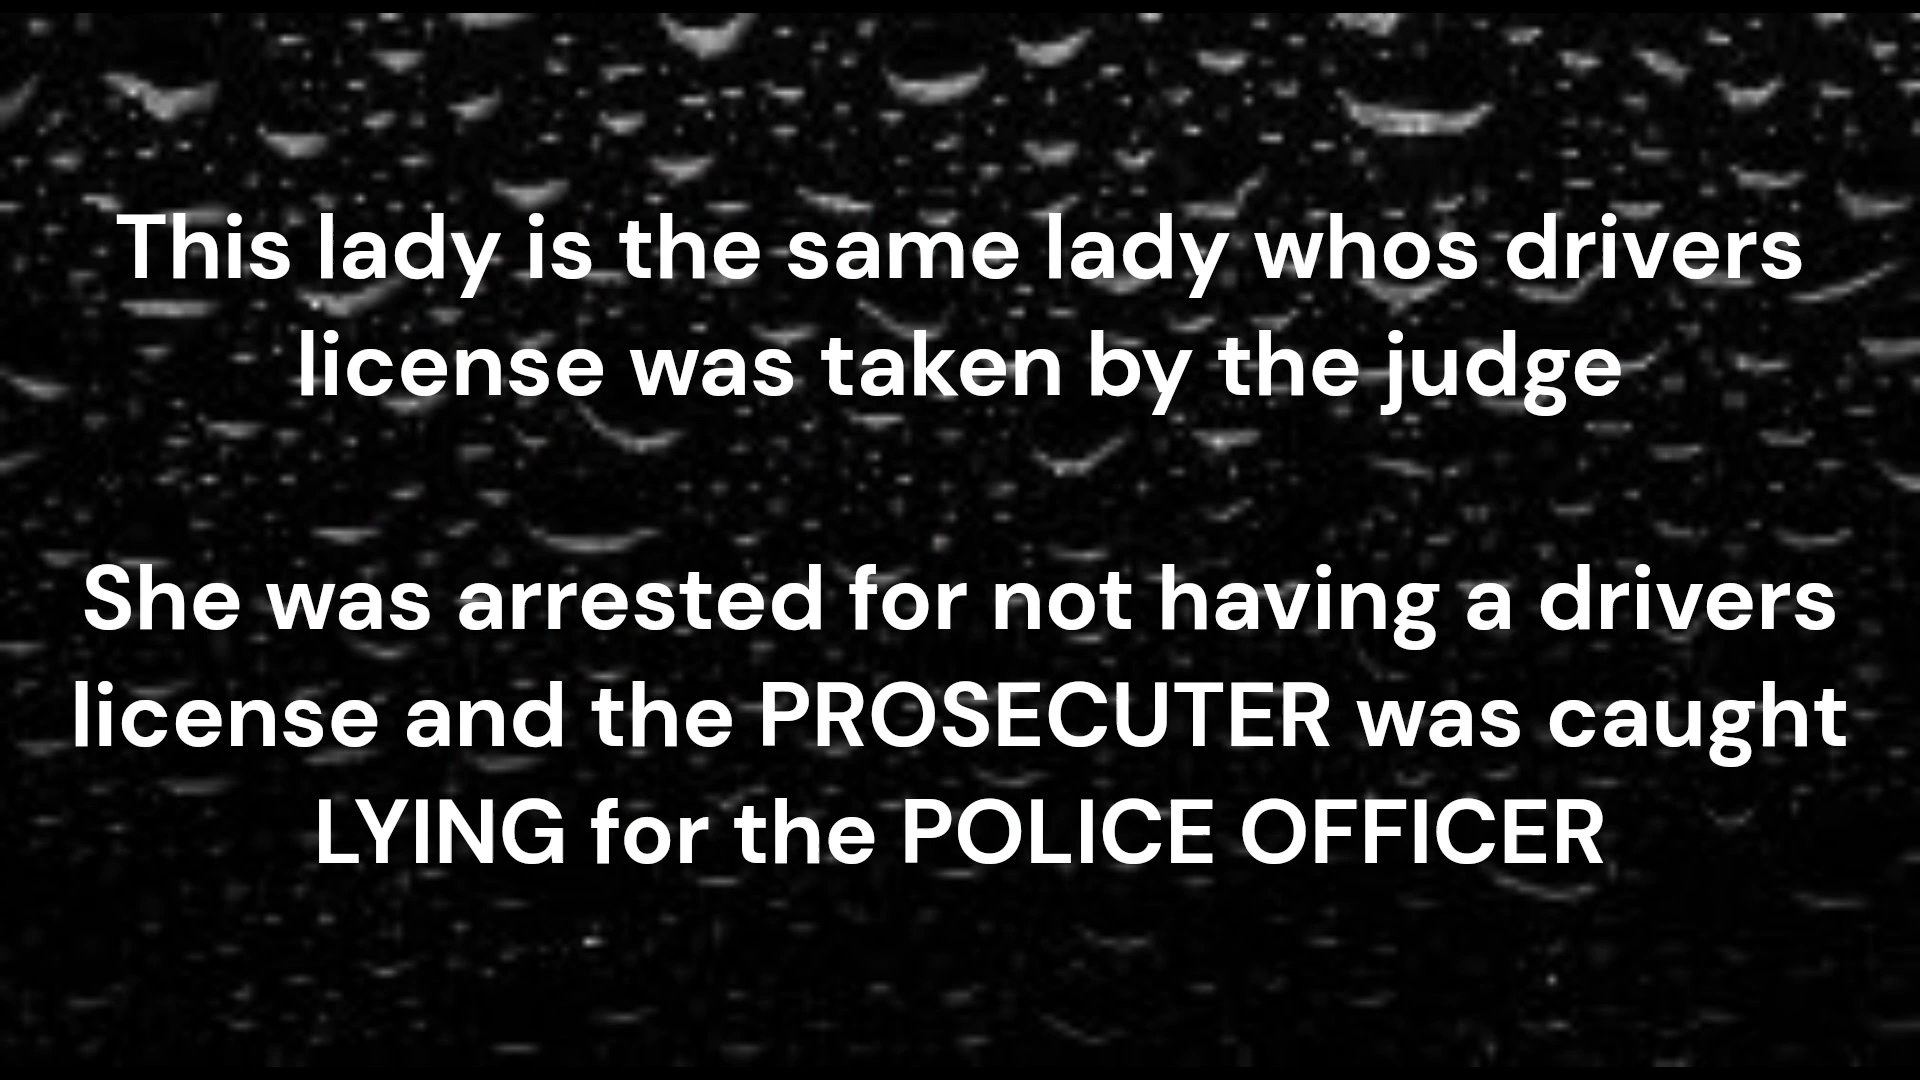 This lady is the same lady whos drivers
license was taken by the judge
She was arrested for not having a drivers
license and the PROSECUTER was caught
LYING for the POLICE OFFICER